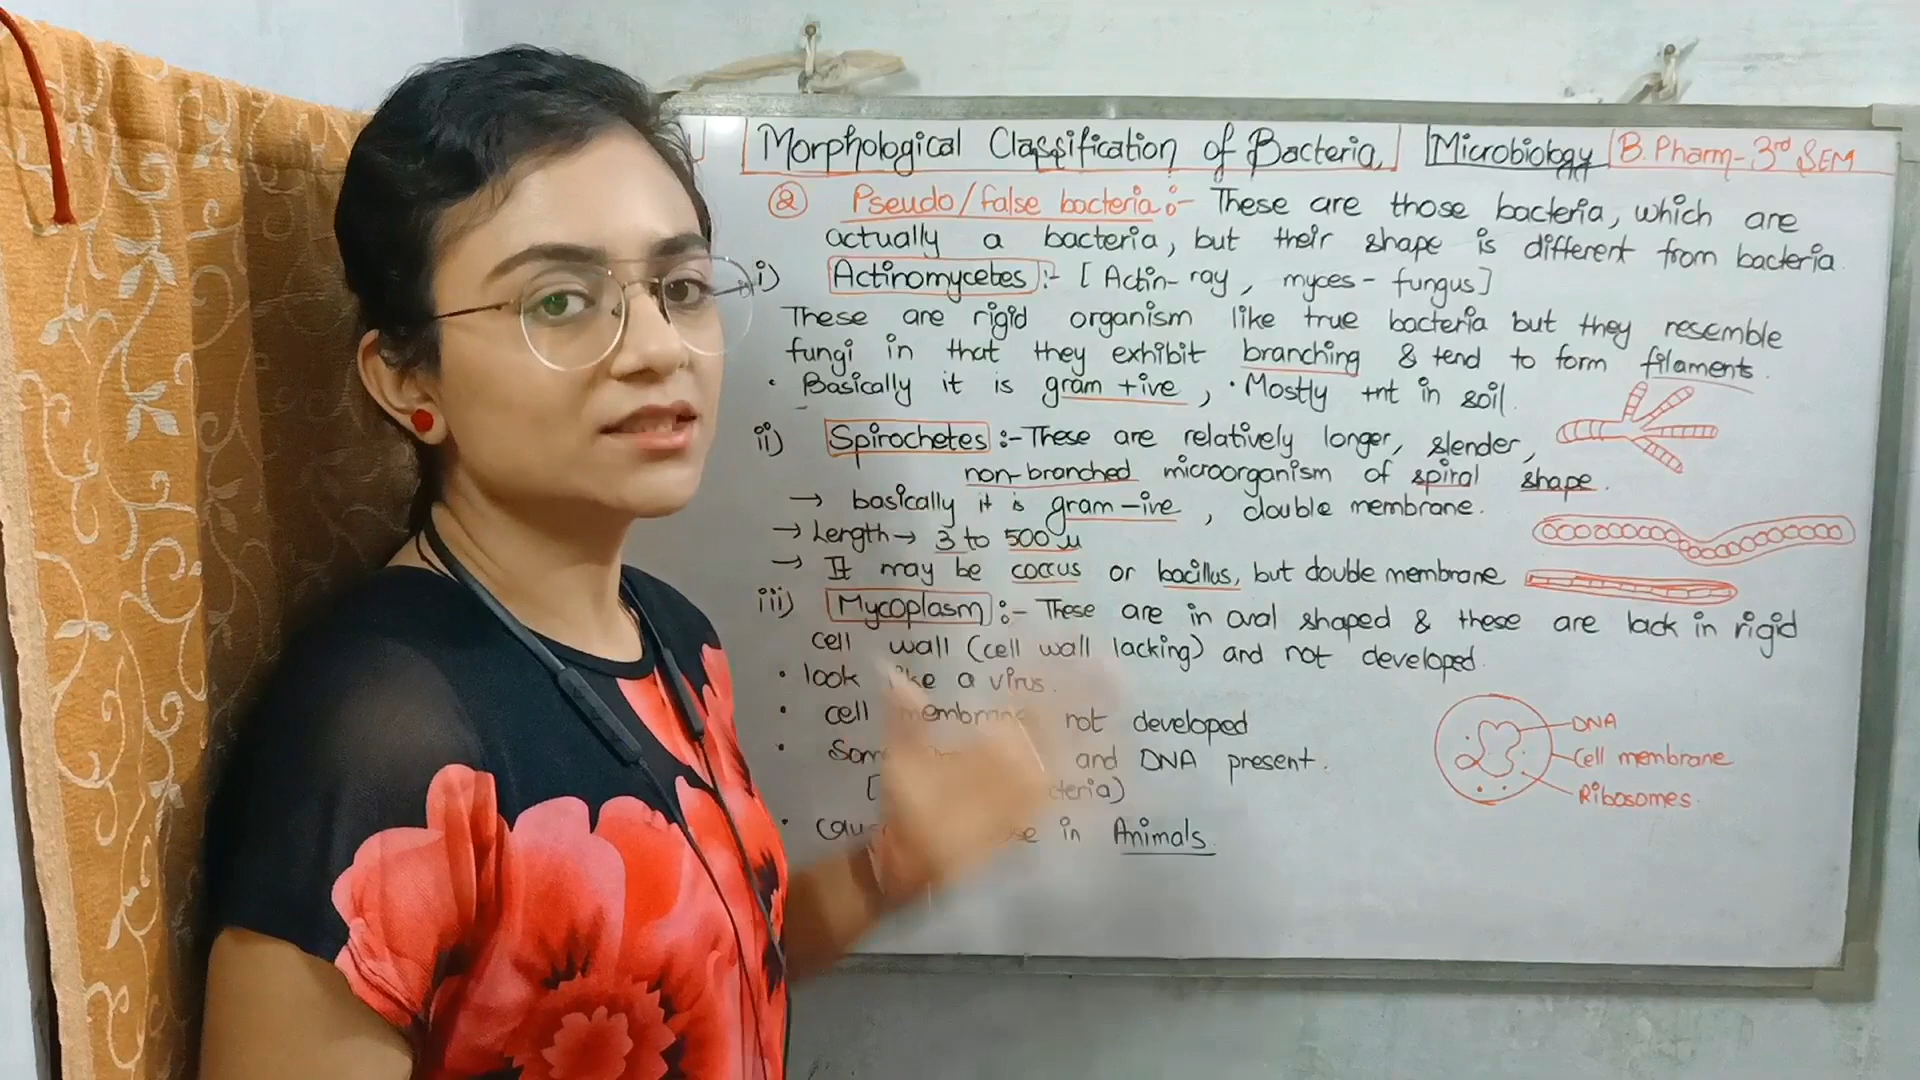 Morphological Classification of Bacteria, Microbiology B. Pharm- 3rd SEM
② Pseudo/false bacteria :- These are those bacteria, which are
actually a bacteria, but their shape is different from bacteria.
i) Actinomycetes :- [Actin- ray, myces - fungus]
These are rigid organism like true bacteria but they resemble
fungi in that they exhibit branching & tend to form filaments.
• Basically it is gram +ive, • Mostly +nt in soil.
ii) Spirochetes :- These are relatively longer, slender,
non-branched microorganism of spiral shape.
→ basically it is gram -ive, double membrane.
→ Length → 3 to 500 μ
→ It may be coccus or bacillus, but double membrane
iii) Mycoplasm :- These are in oval shaped & these are lack in rigid
cell wall (cell wall lacking) and not developed.
• look like a virus.
• cell membrane not developed
• and DNA present.
[
• in Animals.
DNA
Cell membrane
Ribosomes.